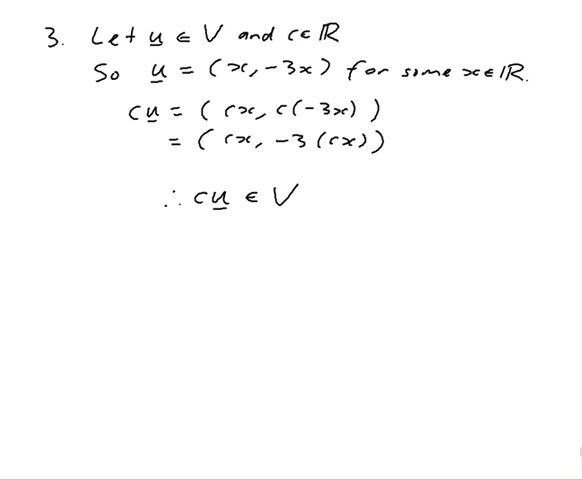 3. Let u ∈ V and c ∈ ℝ
So u = (x, -3x) for some x ∈ ℝ.
cu = (cx, c(-3x))
= (cx, -3(cx))
∴ cu ∈ V